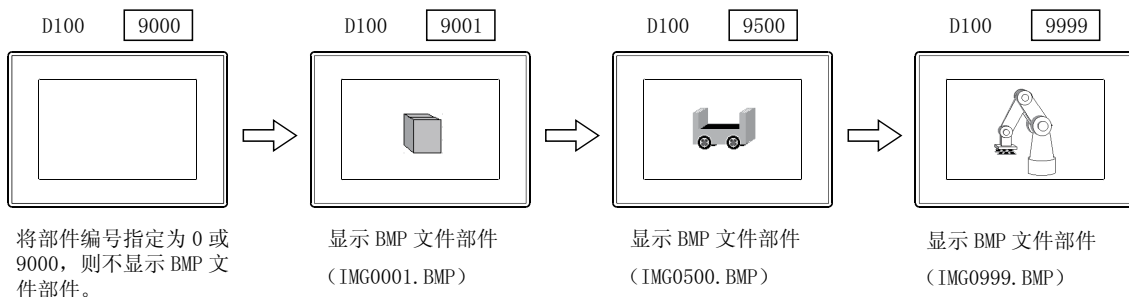 D100 9000
D100 9001
D100 9500
D100 9999
将部件编号指定为 0 或
9000，则不显示 BMP 文
件部件。
显示 BMP 文件部件
（IMG0001.BMP）
显示 BMP 文件部件
（IMG0500.BMP）
显示 BMP 文件部件
（IMG0999.BMP）